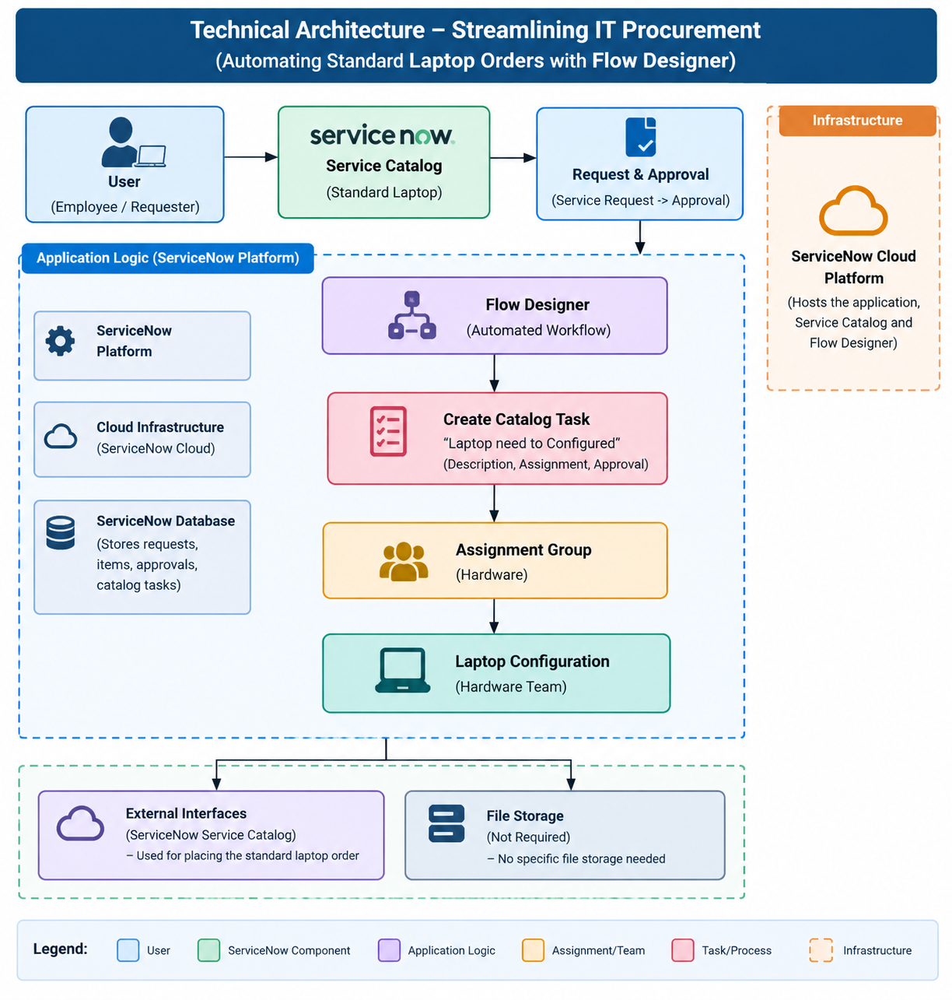 Technical Architecture – Streamlining IT Procurement
(Automating Standard Laptop Orders with Flow Designer)
User
(Employee / Requester)
servicenow.
Service Catalog
(Standard Laptop)
Request & Approval
(Service Request -> Approval)
Infrastructure
ServiceNow Cloud
Platform
(Hosts the application,
Service Catalog and
Flow Designer)
Application Logic (ServiceNow Platform)
ServiceNow
Platform
Cloud Infrastructure
(ServiceNow Cloud)
ServiceNow Database
(Stores requests,
items, approvals,
catalog tasks)
Flow Designer
(Automated Workflow)
Create Catalog Task
“Laptop need to Configured”
(Description, Assignment, Approval)
Assignment Group
(Hardware)
Laptop Configuration
(Hardware Team)
External Interfaces
(ServiceNow Service Catalog)
– Used for placing the standard laptop order
File Storage
(Not Required)
– No specific file storage needed
Legend:
User
ServiceNow Component
Application Logic
Assignment/Team
Task/Process
Infrastructure